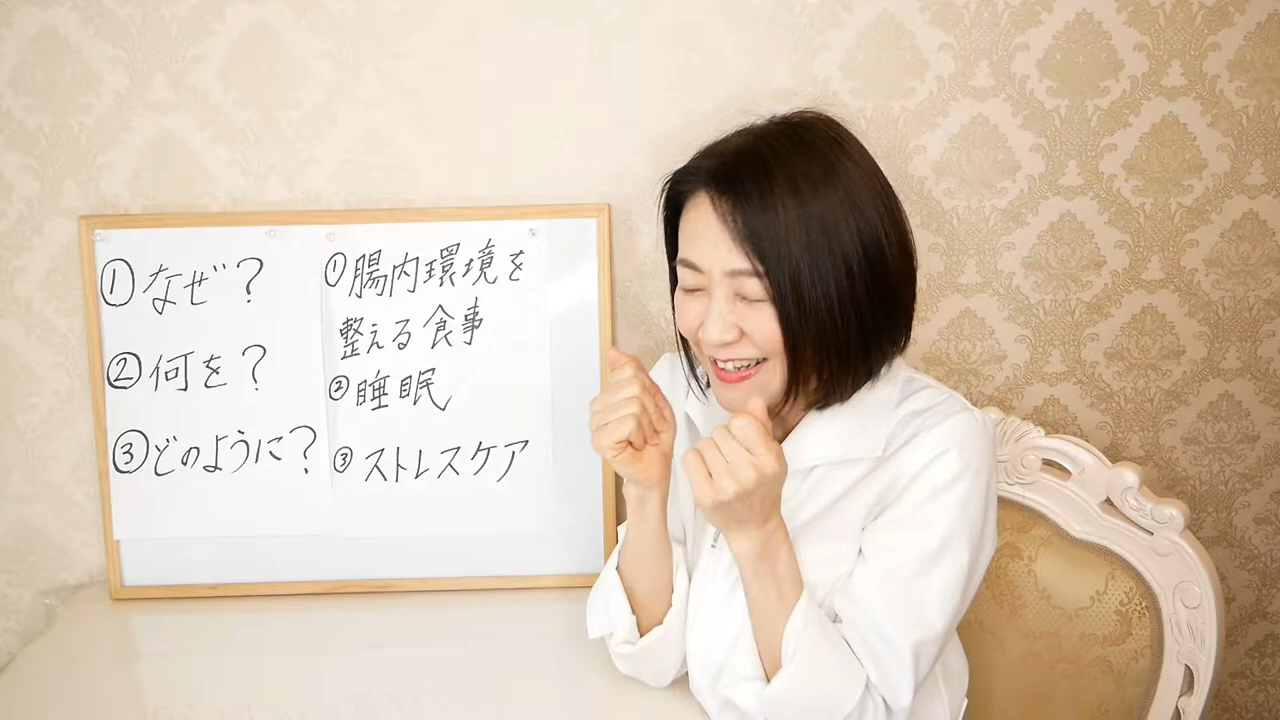 ①なぜ?
②何を?
③どのように?
①腸内環境を
整える食事
②睡眠
③ストレスケア